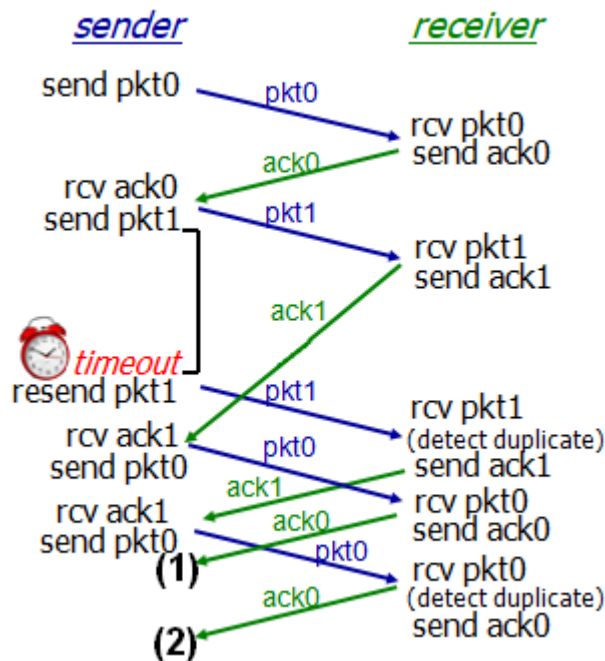 sender
receiver
send pkt0
pkt0
rcv pkt0
send ack0
ack0
rcv ack0
send pkt1
pkt1
rcv pkt1
send ack1
ack1
timeout
resend pkt1
pkt1
rcv pkt1
(detect duplicate)
send ack1
rcv ack1
send pkt0
pkt0
ack1
rcv pkt0
send ack0
rcv ack1
send pkt0
ack0
(1)
pkt0
rcv pkt0
(detect duplicate)
send ack0
ack0
(2)